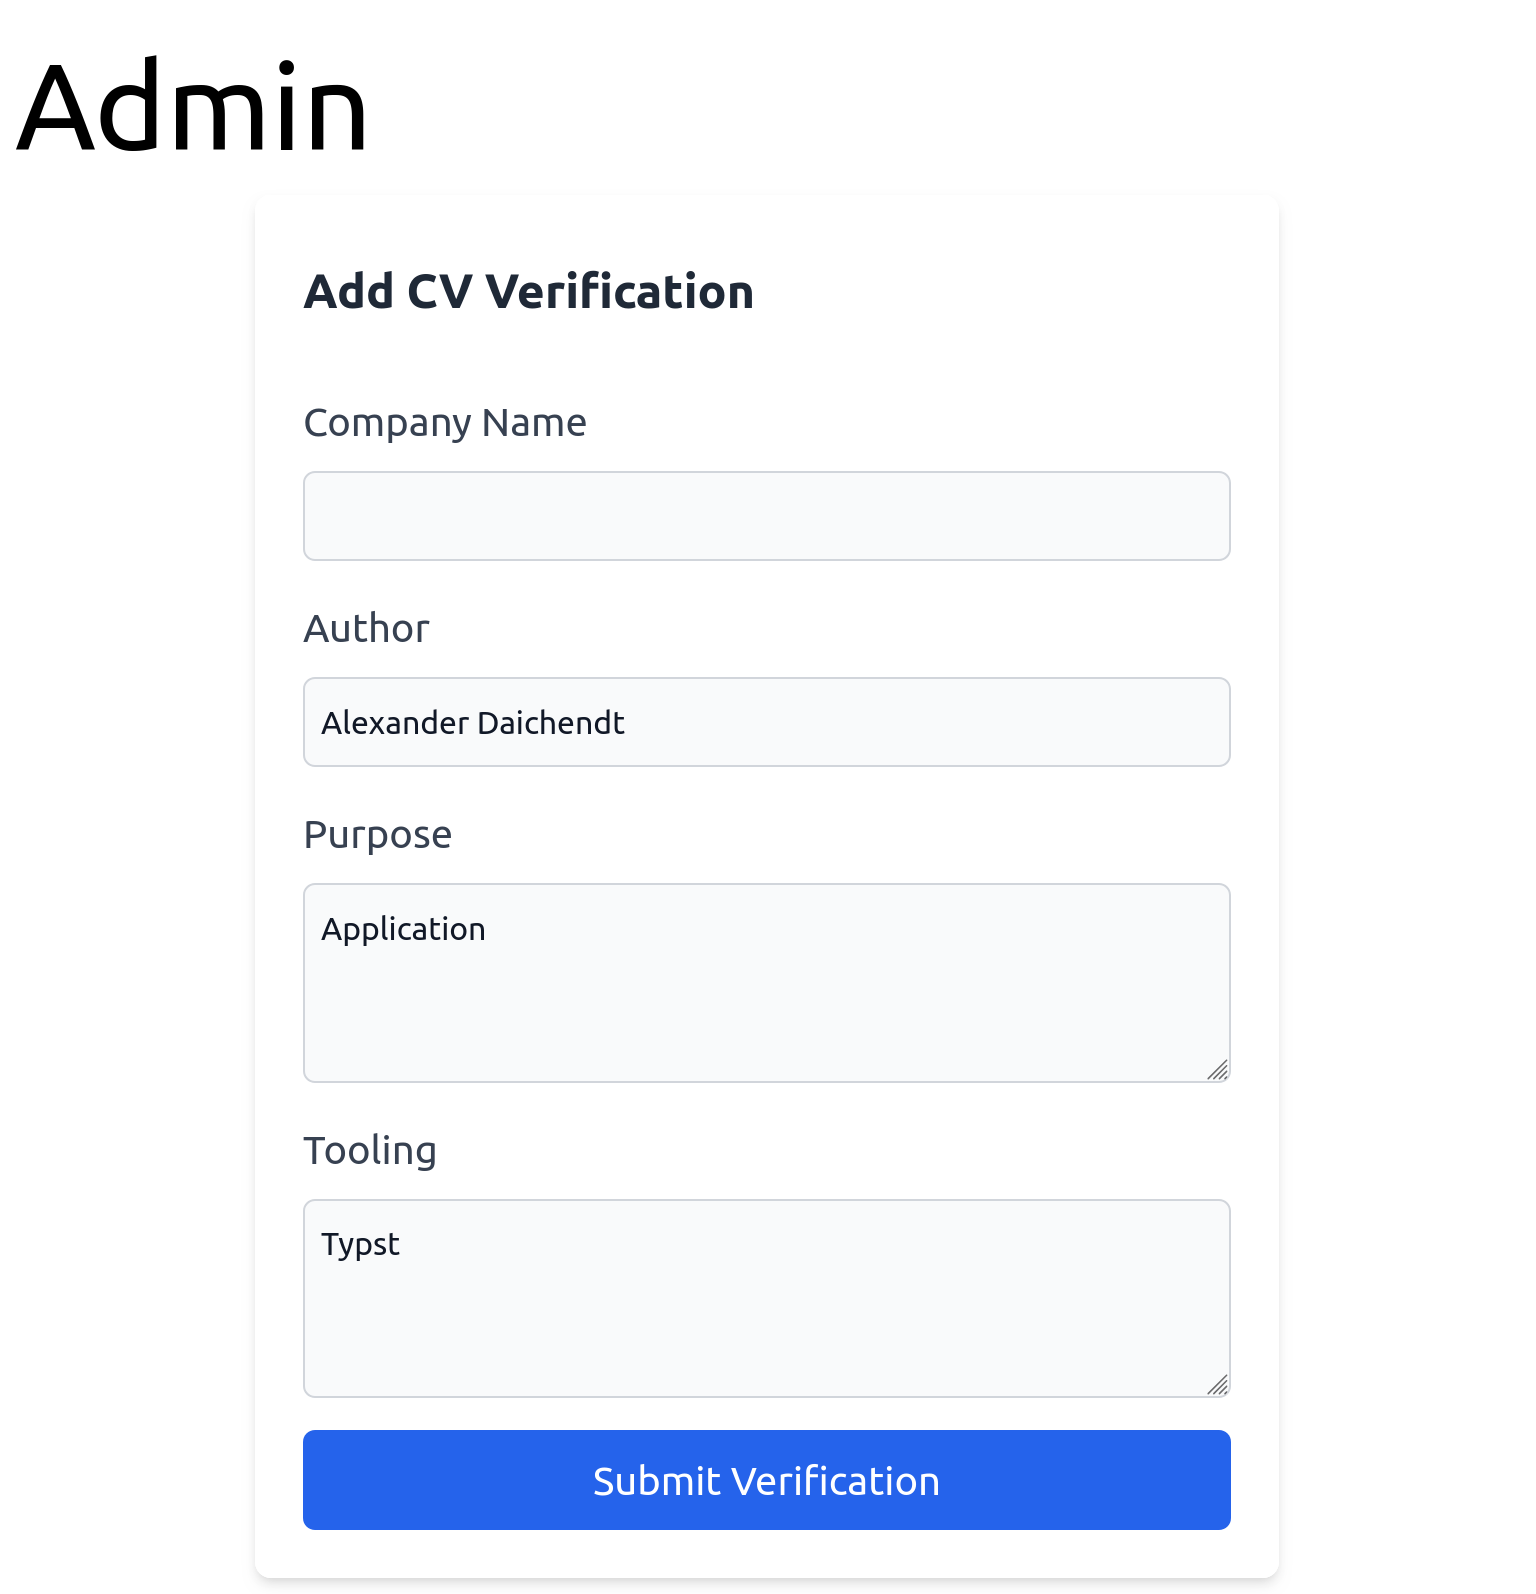 Admin
Add CV Verification
Company Name
Author
Alexander Daichendt
Purpose
Application
Tooling
Typst
Submit Verification